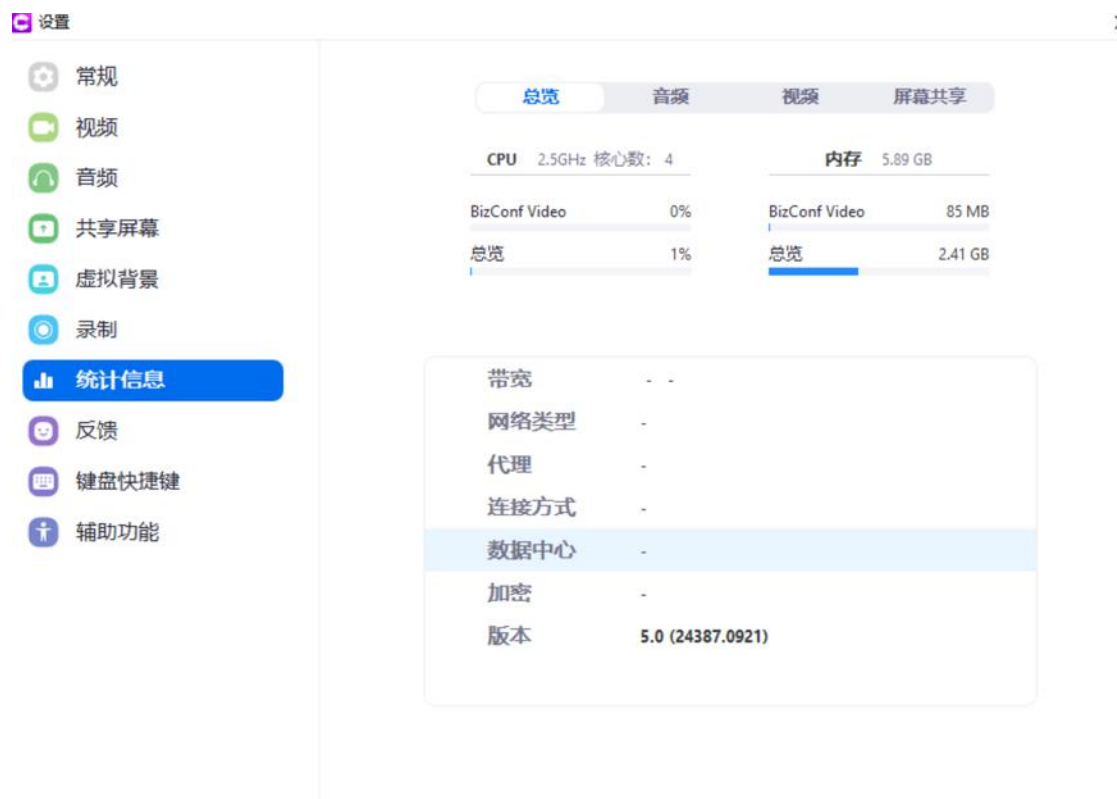 设置
常规
视频
音频
共享屏幕
虚拟背景
录制
统计信息
反馈
键盘快捷键
辅助功能
总览 音频 视频 屏幕共享
CPU 2.5GHz 核心数: 4
BizConf Video 0%
总览 1%
内存 5.89 GB
BizConf Video 85 MB
总览 2.41 GB
带宽 - -
网络类型 -
代理 -
连接方式 -
数据中心 -
加密 -
版本 5.0 (24387.0921)